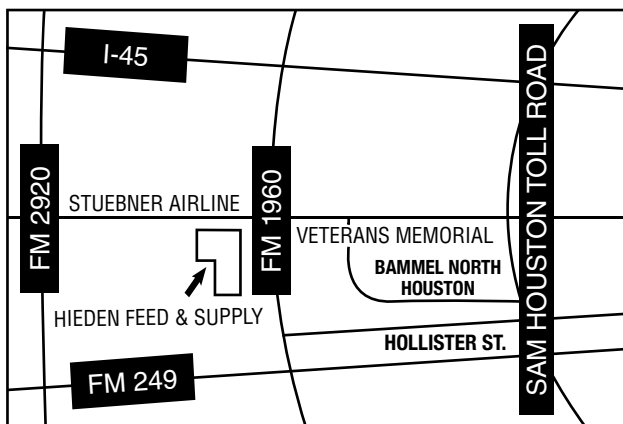 I-45
SAM HOUSTON TOLL ROAD
FM 2920
STUEBNER AIRLINE
FM 1960
VETERANS MEMORIAL
BAMMEL NORTH
HOUSTON
HIEDEN FEED & SUPPLY
HOLLISTER ST.
FM 249